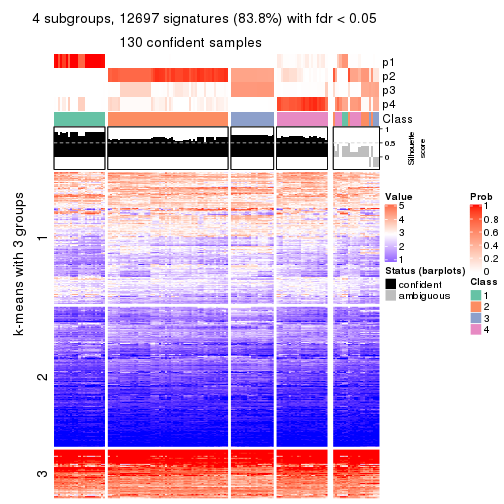 4 subgroups, 12697 signatures (83.8%) with fdr < 0.05
130 confident samples
p1
p2
p3
p4
Class
1
0.5
0
Silhouette
score
k-means with 3 groups
1
2
3
Value
5
4
3
2
1
Status (barplots)
confident
ambiguous
Prob
1
0.8
0.6
0.4
0.2
0
Class
1
2
3
4